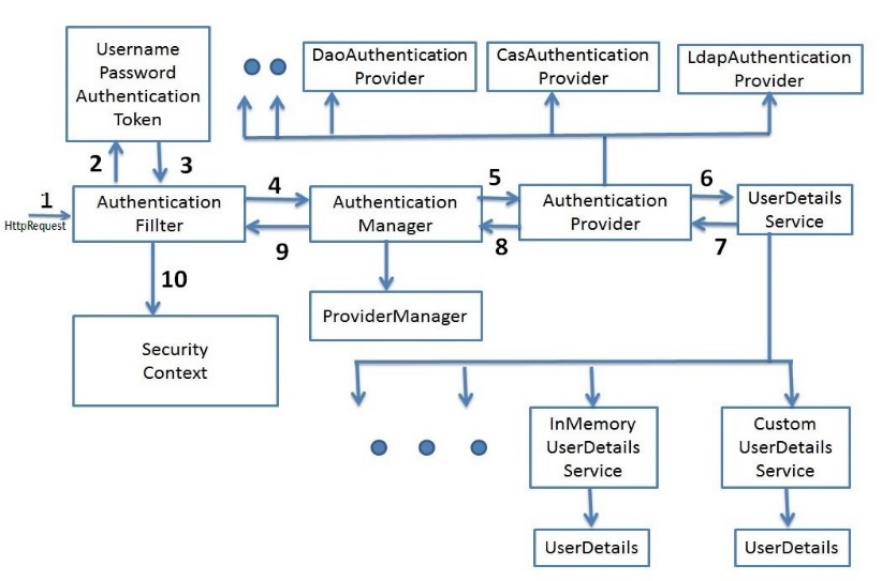 Username
Password
Authentication
Token
DaoAuthentication
Provider
CasAuthentication
Provider
LdpAuthentication
Provider
2
3
1
HttpRequest
Authentication
FiIlter
4
9
Authentication
Manager
5
8
Authentication
Provider
6
7
UserDetails
Service
10
ProviderManager
Security
Context
InMemory
UserDetails
Service
Custom
UserDetails
Service
UserDetails
UserDetails